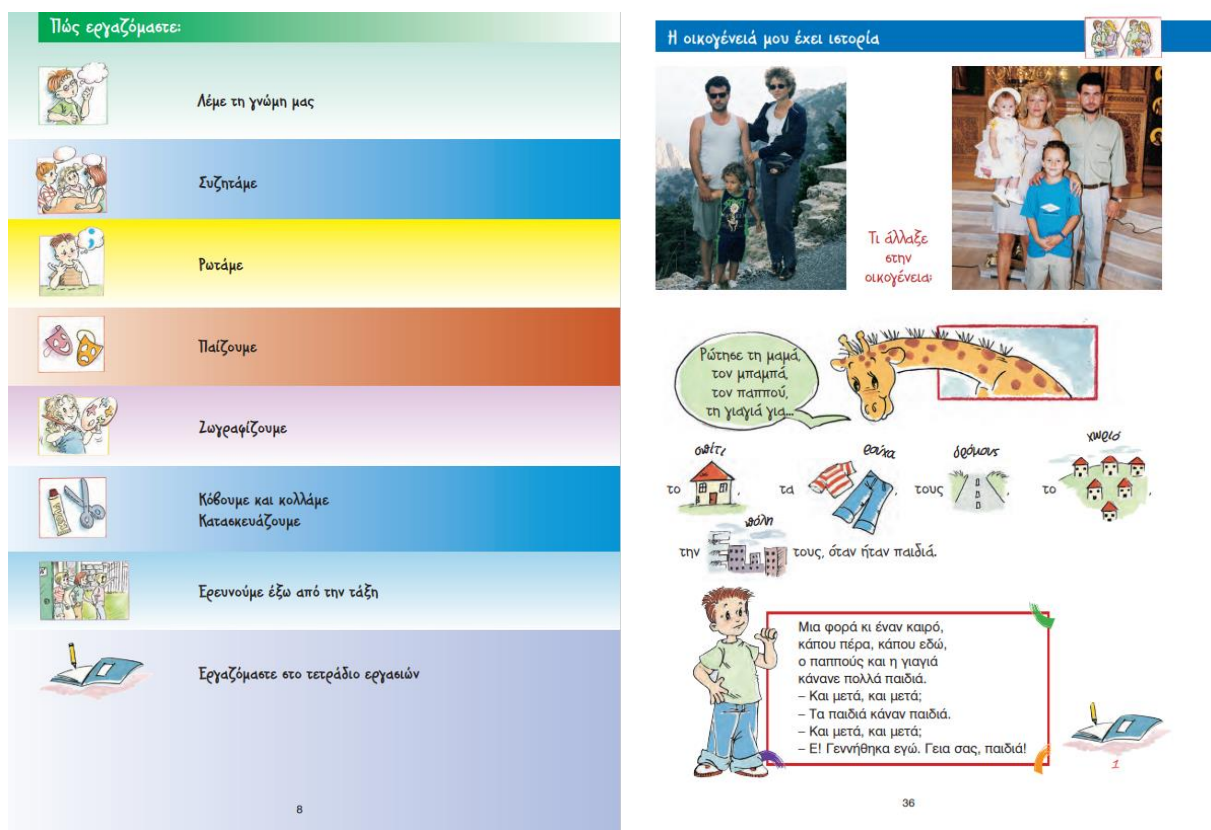 Πώς εργαζόμαστε:
Λέμε τη γνώμη μας
Συζητάμε
Ρωτάμε
Παίζουμε
Ζωγραφίζουμε
Κόβουμε και κολλάμε
Κατασκευάζουμε
Ερευνούμε έξω από την τάξη
Εργαζόμαστε στο τετράδιο εργασιών
8
Η οικογένειά μου έχει ιστορία
Τι άλλαξε
στην
οικογένεια;
Ρώτησε τη μαμά,
τον μπαμπά,
τον παππού,
τη γιαγιά για...
σπίτι ρούχα δρόμους χωριό
το , τα , τους , το ,
πόλη
την τους, όταν ήταν παιδιά.
Μια φορά κι έναν καιρό,
κάπου πέρα, κάπου εδώ,
ο παππούς και η γιαγιά
κάνανε πολλά παιδιά.
– Και μετά, και μετά;
– Τα παιδιά κάναν παιδιά.
– Και μετά, και μετά;
– Ε! Γεννήθηκα εγώ. Γεια σας, παιδιά!
1
36